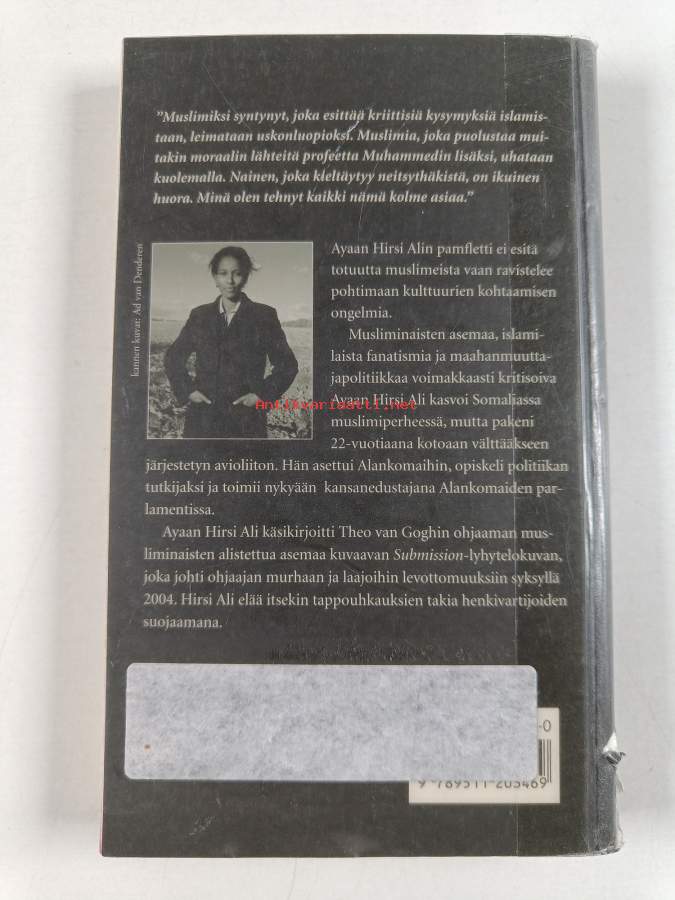 ”Muslimiksi syntynyt, joka esittää kriittisiä kysymyksiä islamis-
taan, leimataan uskonluopioksi. Muslimia, joka puolustaa mui-
takin moraalin lähteitä profeetta Muhammedin lisäksi, uhataan
kuolemalla. Nainen, joka kieltäytyy neitsythäkistä, on ikuinen
huora. Minä olen tehnyt kaikki nämä kolme asiaa.”
kannen kuvat: Ad van Denderen
Ayaan Hirsi Alin pamfletti ei esitä
totuutta muslimeista vaan ravistelee
pohtimaan kulttuurien kohtaamisen
ongelmia.
Musliminaisten asemaa, islami-
laista fanatismia ja maahanmuutta-
japolitiikkaa voimakkaasti kritisoiva
Antikvariaatti.net
Ayaan Hirsi Ali kasvoi Somaliassa
muslimiperheessä, mutta pakeni
22-vuotiaana kotoaan välttääkseen
järjestetyn avioliiton. Hän asettui Alankomaihin, opiskeli politiikan
tutkijaksi ja toimii nykyään kansanedustajana Alankomaiden par-
lamentissa.
Ayaan Hirsi Ali käsikirjoitti Theo van Goghin ohjaaman mus-
liminaisten alistettua asemaa kuvaavan Submission-lyhytelokuvan,
joka johti ohjaajan murhaan ja laajoihin levottomuuksiin syksyllä
2004. Hirsi Ali elää itsekin tappouhkauksien takia henkivartijoiden
suojaamana.
-0
9 789511 203469